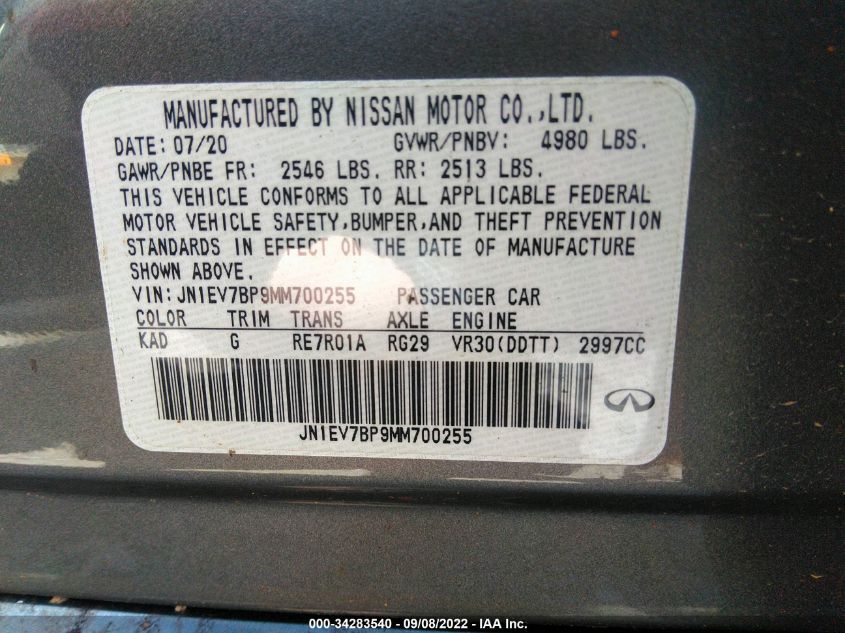 MANUFACTURED BY NISSAN MOTOR CO.,LTD.
DATE: 07/20 GVWR/PNBV: 4980 LBS.
GAWR/PNBE FR: 2546 LBS. RR: 2513 LBS.
THIS VEHICLE CONFORMS TO ALL APPLICABLE FEDERAL
MOTOR VEHICLE SAFETY,BUMPER,AND THEFT PREVENTION
STANDARDS IN EFFECT ON THE DATE OF MANUFACTURE
SHOWN ABOVE.
VIN: JN1EV7BP9MM700255 PASSENGER CAR
COLOR TRIM TRANS AXLE ENGINE
KAD G RE7R01A RG29 VR30(DDTT) 2997CC
JN1EV7BP9MM700255
000-34283540 - 09/08/2022 - IAA Inc.